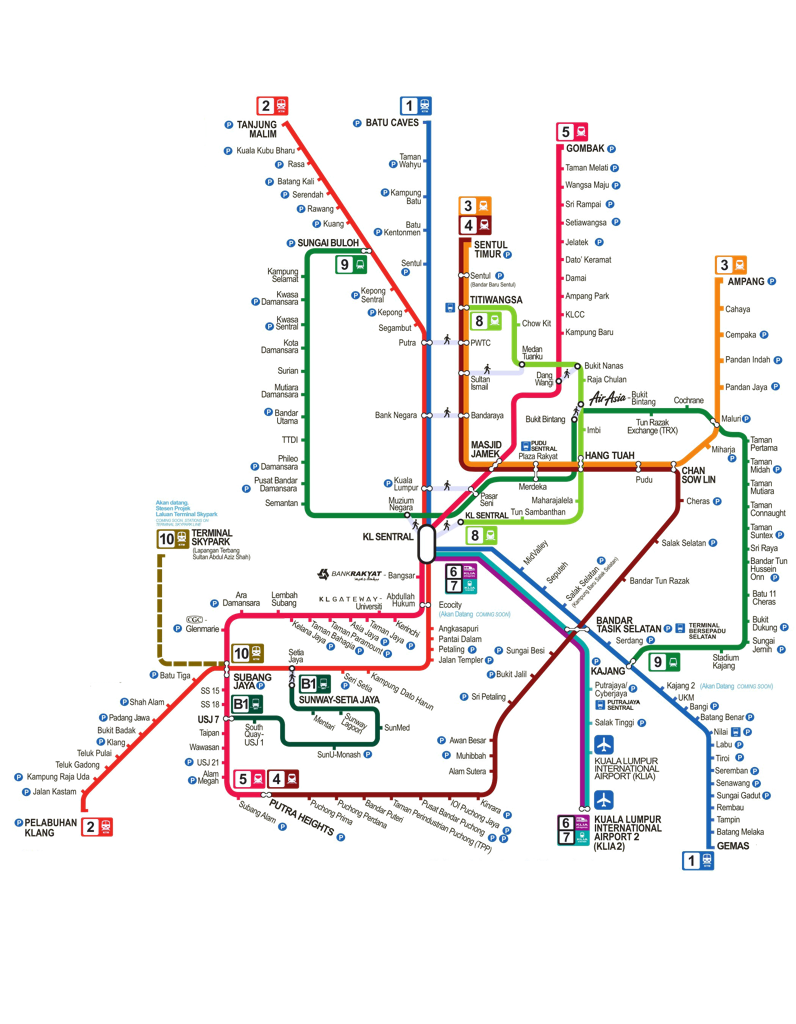 2
1
TANJUNG
MALIM
P
BATU CAVES
P
Kuala Kubu Bharu
P
Rasa
P
Batang Kali
P
Serendah
P
Rawang
P
Kuang
P
Taman
Wahyu
P
Kampung
Batu
P
Batu
Kentonmen
P
Sentul
P
5
GOMBAK
P
Taman Melati
P
Wangsa Maju
P
Sri Rampai
P
Setiawangsa
P
Jelatek
P
Dato' Keramat
Damai
Ampang Park
KLCC
Kampung Baru
3
4
SENTUL
TIMUR
P
Sentul
P
(Bandar Baru Sentul)
TITIWANGSA
8
Chow Kit
PWTC
Medan
Tuanku
Sultan
Ismail
Dang
Wangi
Bukit Nanas
Raja Chulan
Bandaraya
AirAsia - Bukit
Bintang
Bukit Bintang
Imbi
3
AMPANG
P
Cahaya
Cempaka
P
Pandan Indah
P
Pandan Jaya
P
Cochrane
Tun Razak
Exchange (TRX)
Maluri
P
Miharja
P
P
SUNGAI BULOH
9
Kampung
Selamat
Kwasa
Damansara
P
Kwasa
Sentral
P
Kota
Damansara
Surian
Mutiara
Damansara
Bandar
Utama
P
TTDI
Phileo
Damansara
P
Pusat Bandar
Damansara
P
Semantan
Kepong
Sentral
P
Kepong
P
Segambut
Putra
Bank Negara
Kuala
Lumpur
P
Muzium
Negara
KL SENTRAL
MASJID
JAMEK
PUDU
SENTRAL
Plaza Rakyat
HANG TUAH
Merdeka
Pudu
CHAN
SOW LIN
Pasar
Seni
Maharajalela
Tun Sambanthan
KL SENTRAL
8
Cheras
P
Salak Selatan
P
Bandar Tun Razak
Taman
Pertama
Taman
Midah
P
Taman
Mutiara
Taman
Connaught
Taman
Suntex
P
Sri Raya
Bandar Tun
Hussein
Onn
P
Batu 11
Cheras
Bukit
Dukung
P
Sungai
Jernih
P
Stadium
Kajang
9
Akan datang
Stesen Projek
Laluan Terminal Skypark
COMING SOON STATIONS ON
TERMINAL SKYPARK LINE
10
TERMINAL
SKYPARK
(Lapangan Terbang
Sultan Abdul Aziz Shah)
BANKRAKYAT - Bangsar
KL GATEWAY - Universiti
Abdullah
Hukum
Ecocity
(Akan Datang COMING SOON)
6
7
MidValley
Seputeh
Salak Selatan
P
(Kampung Baru Salak Selatan)
Ara
Damansara
P
Lembah
Subang
CGC -
Glenmarie
P
Kelana Jaya
P
Taman Bahagia
P
Taman Paramount
P
Asia Jaya
P
Taman Jaya
P
Kerinchi
Angkasapuri
Pantai Dalam
Petaling
P
Jalan Templer
P
BANDAR
TASIK SELATAN
P
TERMINAL
BERSEPADU
SELATAN
Serdang
P
Sungai Besi
P
Bukit Jalil
P
Sri Petaling
P
KAJANG
P
Kajang 2
(Akan Datang COMING SOON)
UKM
Bangi
P
Batang Benar
P
Nilai
P
Labu
P
Tiroi
P
Seremban
P
Senawang
P
Sungai Gadut
P
Rembau
Tampin
Batang Melaka
GEMAS
1
Putrajaya/
Cyberjaya
P
PUTRAJAYA
SENTRAL
Salak Tinggi
P
KUALA LUMPUR
INTERNATIONAL
AIRPORT (KLIA)
KUALA LUMPUR
INTERNATIONAL
AIRPORT 2
(KLIA2)
6
7
10
Setia
Jaya
B1
SUBANG
JAYA
P
Seri Setia
Kampung Dato Harun
SUNWAY-SETIA JAYA
SS 15
SS 18
B1
USJ 7
South
Quay-
USJ 1
Mentari
Sunway
Lagoon
SunMed
SunU-Monash
P
Taipan
Wawasan
USJ 21
P
Alam
Megah
P
5
4
Subang Alam
P
PUTRA HEIGHTS
P
Puchong Prima
Puchong Perdana
Bandar Puteri
Taman Perindustrian Puchong (TPP)
P
Pusat Bandar Puchong
P
IOI Puchong Jaya
P
Kinrara
P
Alam Sutera
Muhibbah
P
Awan Besar
P
Batu Tiga
P
Shah Alam
P
Padang Jawa
P
Bukit Badak
Klang
P
Teluk Pulai
Teluk Gadong
Kampung Raja Uda
P
Jalan Kastam
P
PELABUHAN
KLANG
P
2